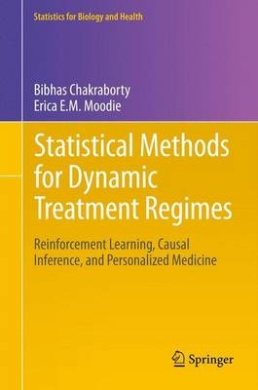 Statistics for Biology and Health
Bibhas Chakraborty
Erica E.M. Moodie
Statistical Methods
for Dynamic
Treatment Regimes
Reinforcement Learning, Causal
Inference, and Personalized Medicine
Springer